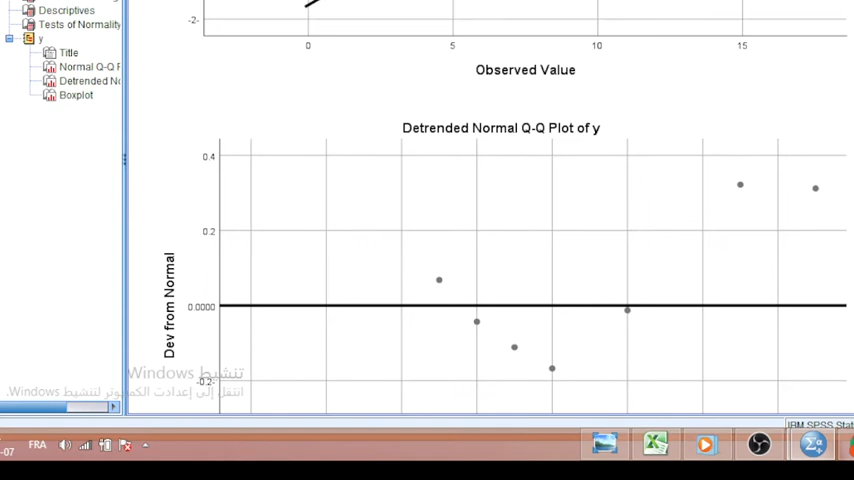 Descriptives
Tests of Normality
y
Title
Normal Q-Q P
Detrended No
Boxplot
-2-
0 5 10 15
Observed Value
Detrended Normal Q-Q Plot of y
0.4
0.2
0.0000
-0.2-
Dev from Normal
تنشيط Windows
انتقل إلى إعدادات الكمبيوتر لتنشيط Windows.
IBM SPSS Stat
FRA
-07